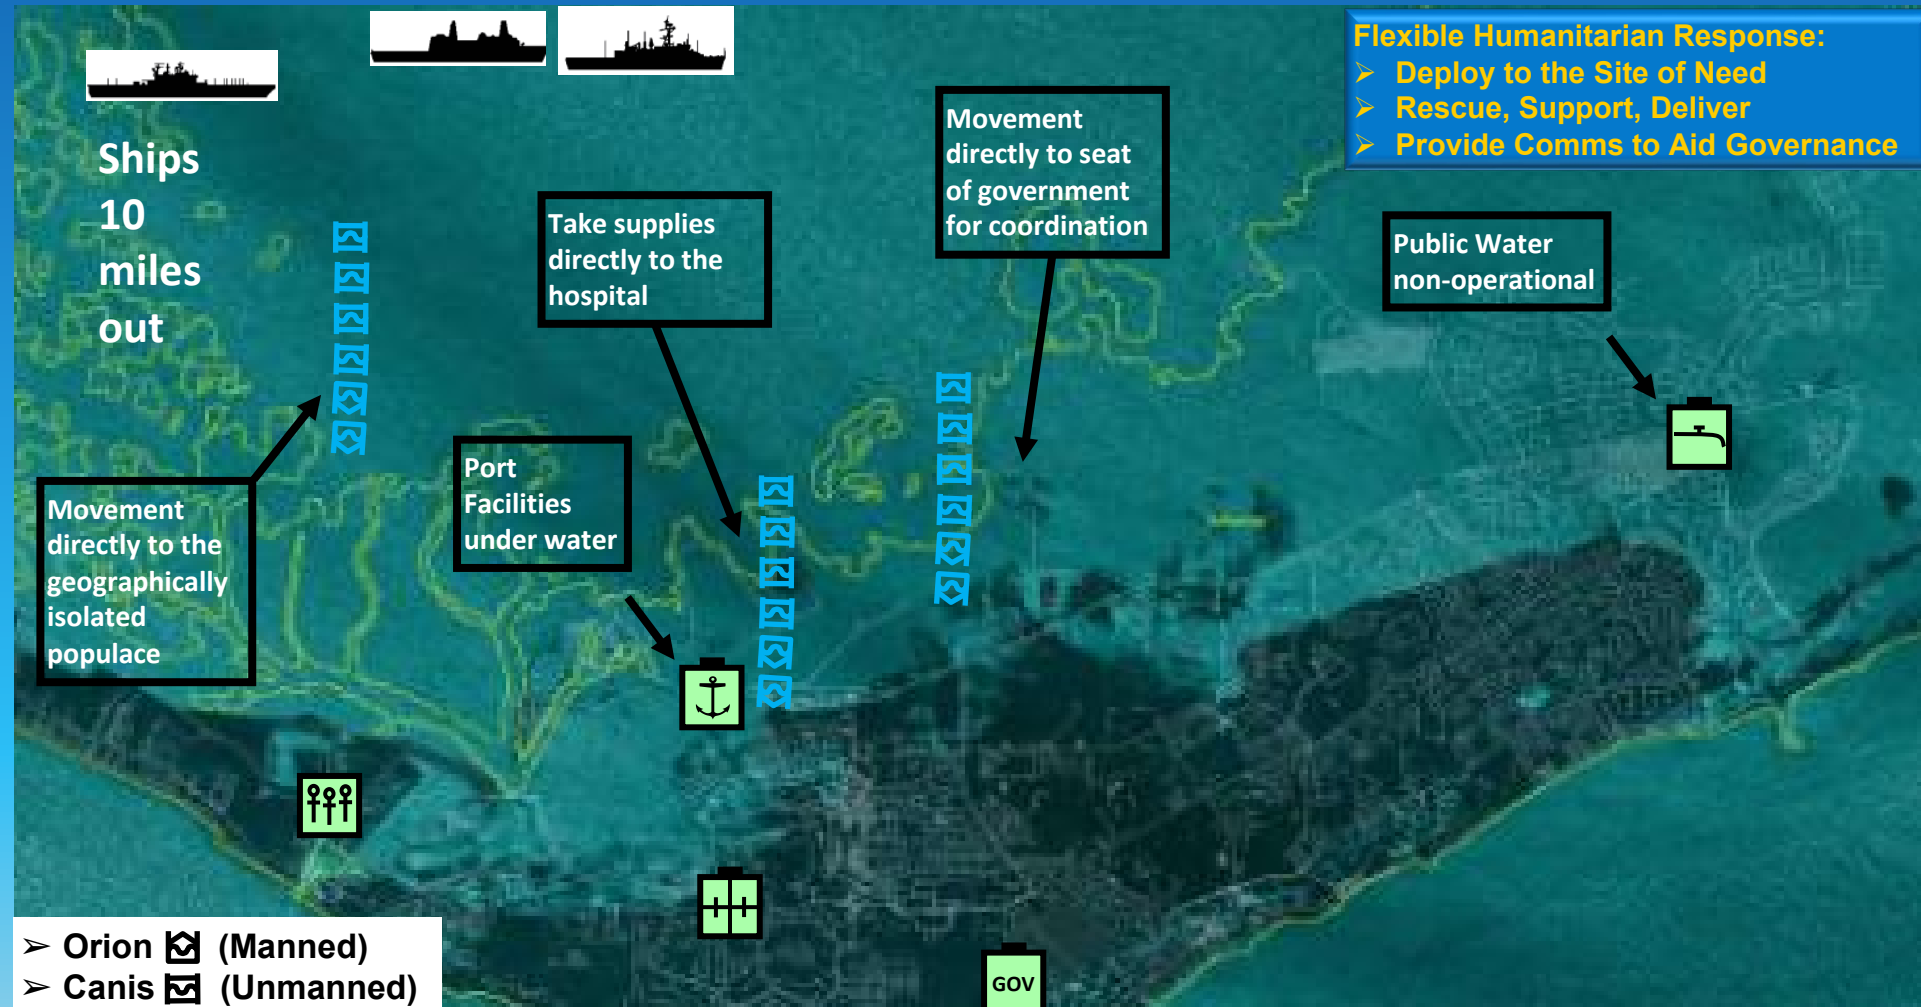 Flexible Humanitarian Response:
➢ Deploy to the Site of Need
➢ Rescue, Support, Deliver
➢ Provide Comms to Aid Governance
Ships
10
miles
out
Movement
directly to seat
of government
for coordination
Take supplies
directly to the
hospital
Public Water
non-operational
Port
Facilities
under water
Movement
directly to the
geographically
isolated
populace
GOV
➢ Orion (Manned)
➢ Canis (Unmanned)